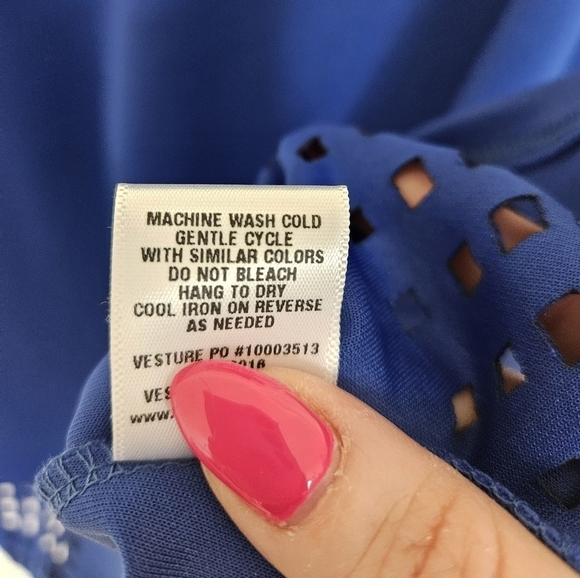 MACHINE WASH COLD
GENTLE CYCLE
WITH SIMILAR COLORS
DO NOT BLEACH
HANG TO DRY
COOL IRON ON REVERSE
AS NEEDED
VESTURE PO #10003513